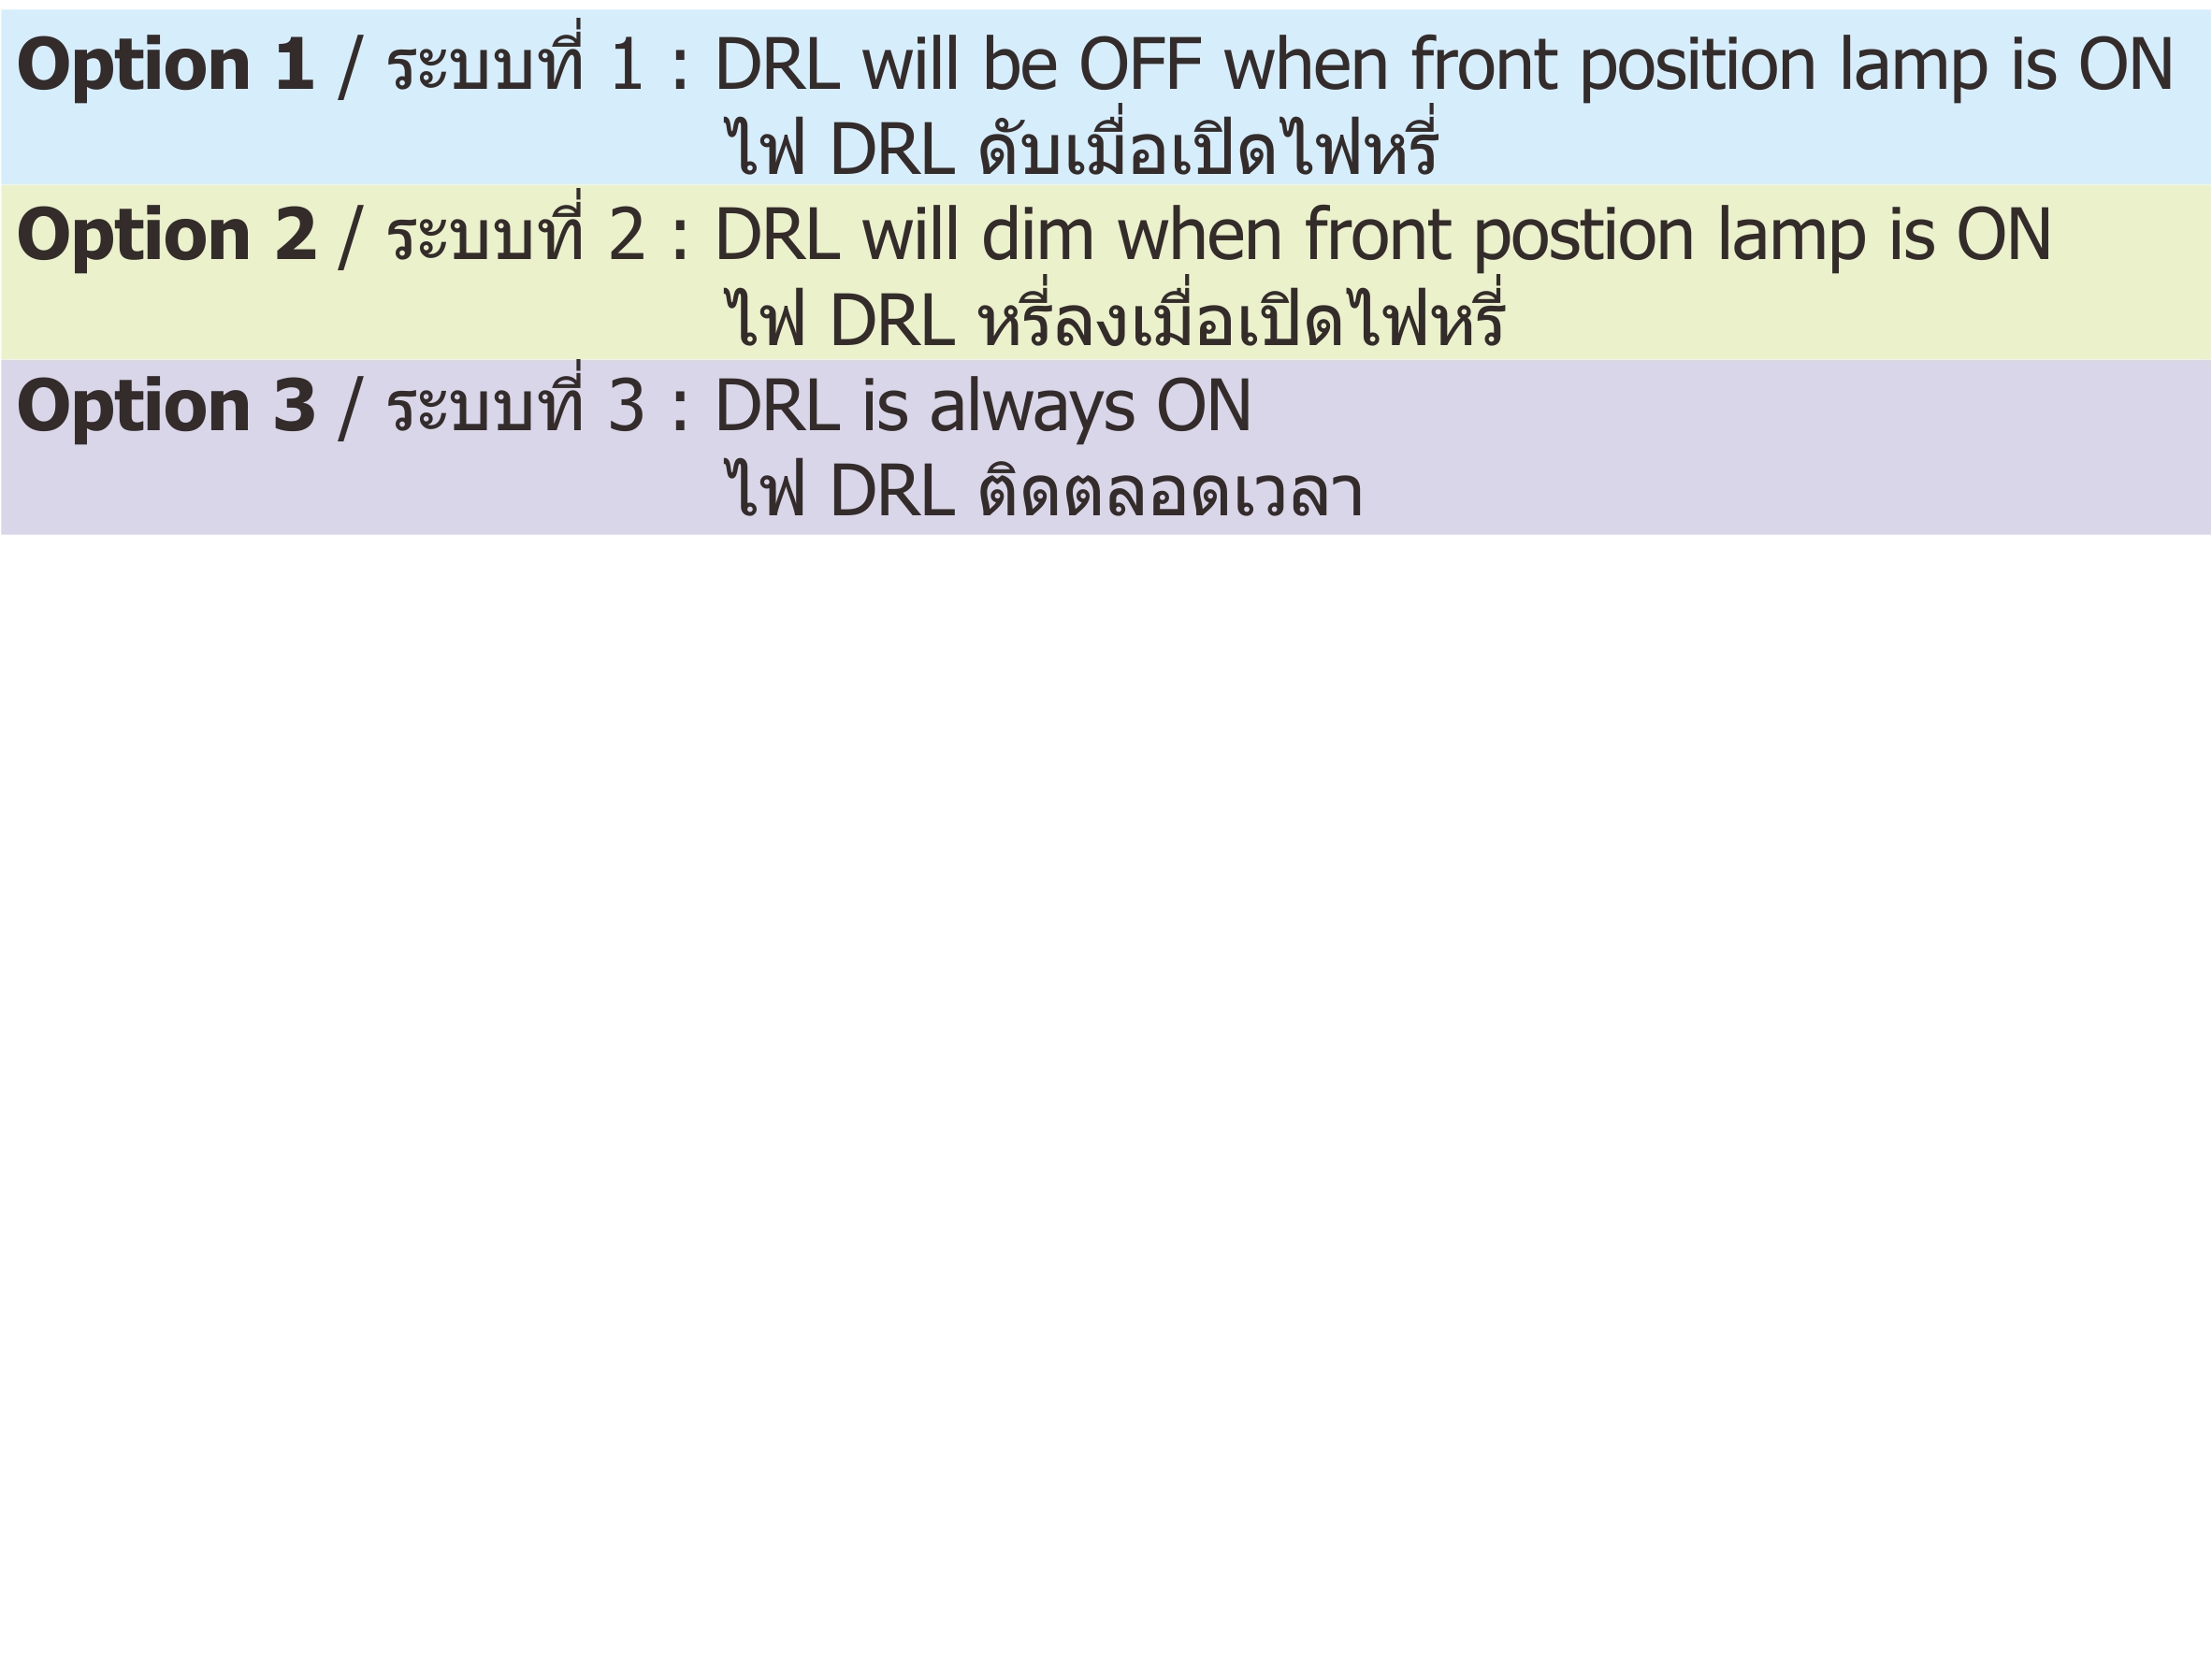 Option 1 / ระบบที่ 1 : DRL will be OFF when front position lamp is ON
ไฟ DRL ดับเมื่อเปิดไฟหรี่
Option 2 / ระบบที่ 2 : DRL will dim when front postion lamp is ON
ไฟ DRL หรี่ลงเมื่อเปิดไฟหรี่
Option 3 / ระบบที่ 3 : DRL is always ON
ไฟ DRL ติดตลอดเวลา